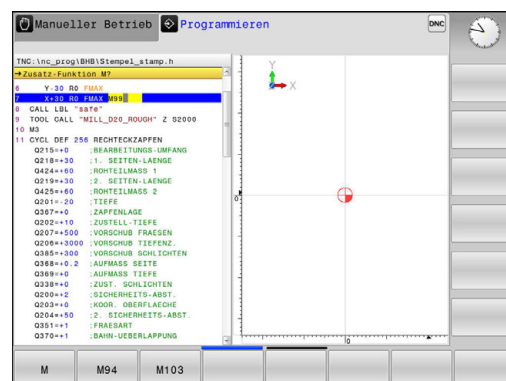 Manueller Betrieb
Programmieren
DNC
TNC:\nc_prog\BHB\Stempel_stamp.h
→Zusatz-Funktion M?
6 Y-30 R0 FMAX
7 X+30 R0 FMAX M99
8 CALL LBL "safe"
9 TOOL CALL "MILL_D20_ROUGH" Z S2000
10 M3
11 CYCL DEF 256 RECHTECKZAPFEN
Q215=+0 ;BEARBEITUNGS-UMFANG
Q218=+30 ;1. SEITEN-LAENGE
Q424=+60 ;ROHTEILMASS 1
Q219=+30 ;2. SEITEN-LAENGE
Q425=+60 ;ROHTEILMASS 2
Q201=-20 ;TIEFE
Q367=+0 ;ZAPFENLAGE
Q202=+10 ;ZUSTELL-TIEFE
Q207=+500 ;VORSCHUB FRAESEN
Q206=+3000 ;VORSCHUB TIEFENZ.
Q385=+300 ;VORSCHUB SCHLICHTEN
Q368=+0.2 ;AUFMASS SEITE
Q369=+0 ;AUFMASS TIEFE
Q338=+0 ;ZUST. SCHLICHTEN
Q200=+2 ;SICHERHEITS-ABST.
Q203=+0 ;KOOR. OBERFLAECHE
Q204=+50 ;2. SICHERHEITS-ABST.
Q351=+1 ;FRAESART
Q370=+1 ;BAHN-UEBERLAPPUNG
Y
X
0
0
M M94 M103